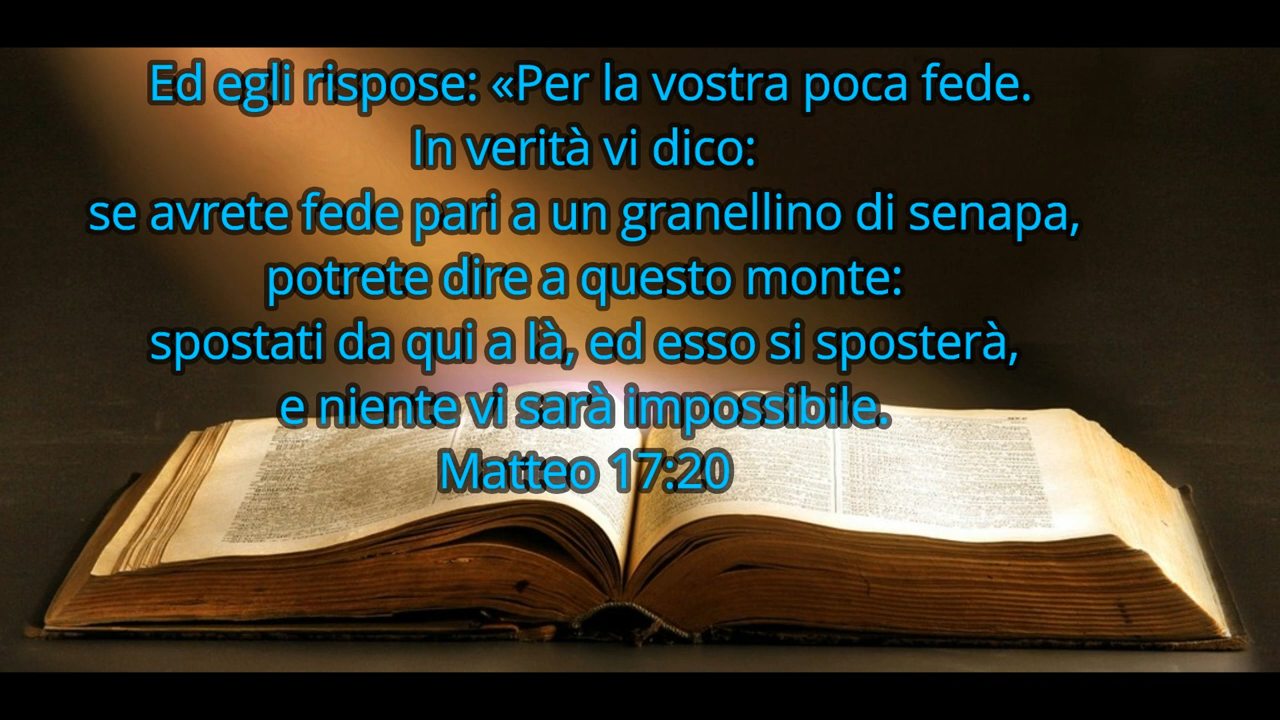 Ed egli rispose: «Per la vostra poca fede.
In verità vi dico:
se avrete fede pari a un granellino di senapa,
potrete dire a questo monte:
spostati da qui a là, ed esso si sposterà,
e niente vi sarà impossibile.
Matteo 17:20